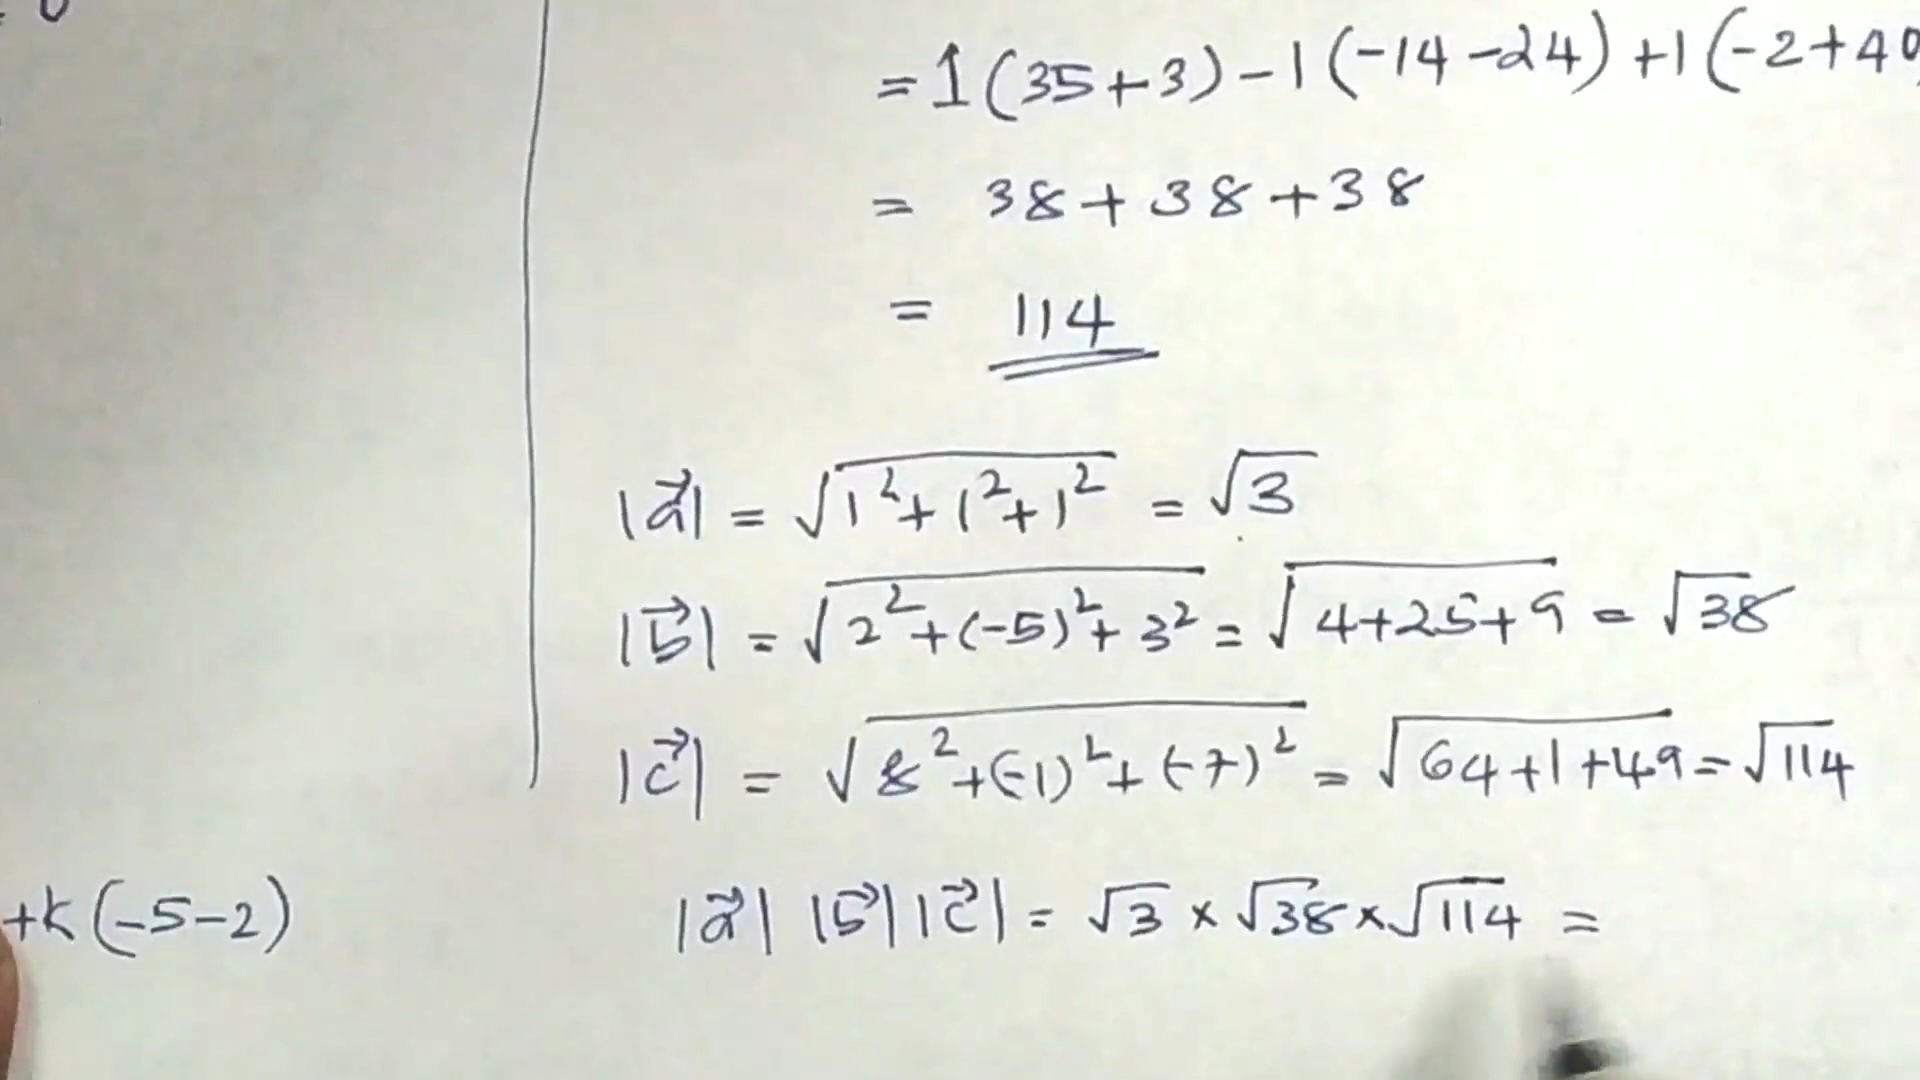 = 1(35+3) - 1(-14-24) + 1(-2+40
= 38+38+38
= 114
|a⃗| = √(1²+1²+1²) = √3
|b⃗| = √(2²+(-5)²+3²) = √(4+25+9) = √38
|c⃗| = √(8²+(-1)²+(-7)²) = √(64+1+49) = √114
+k(-5-2)
|a⃗| |b⃗| |c⃗| = √3 × √38 × √114 =